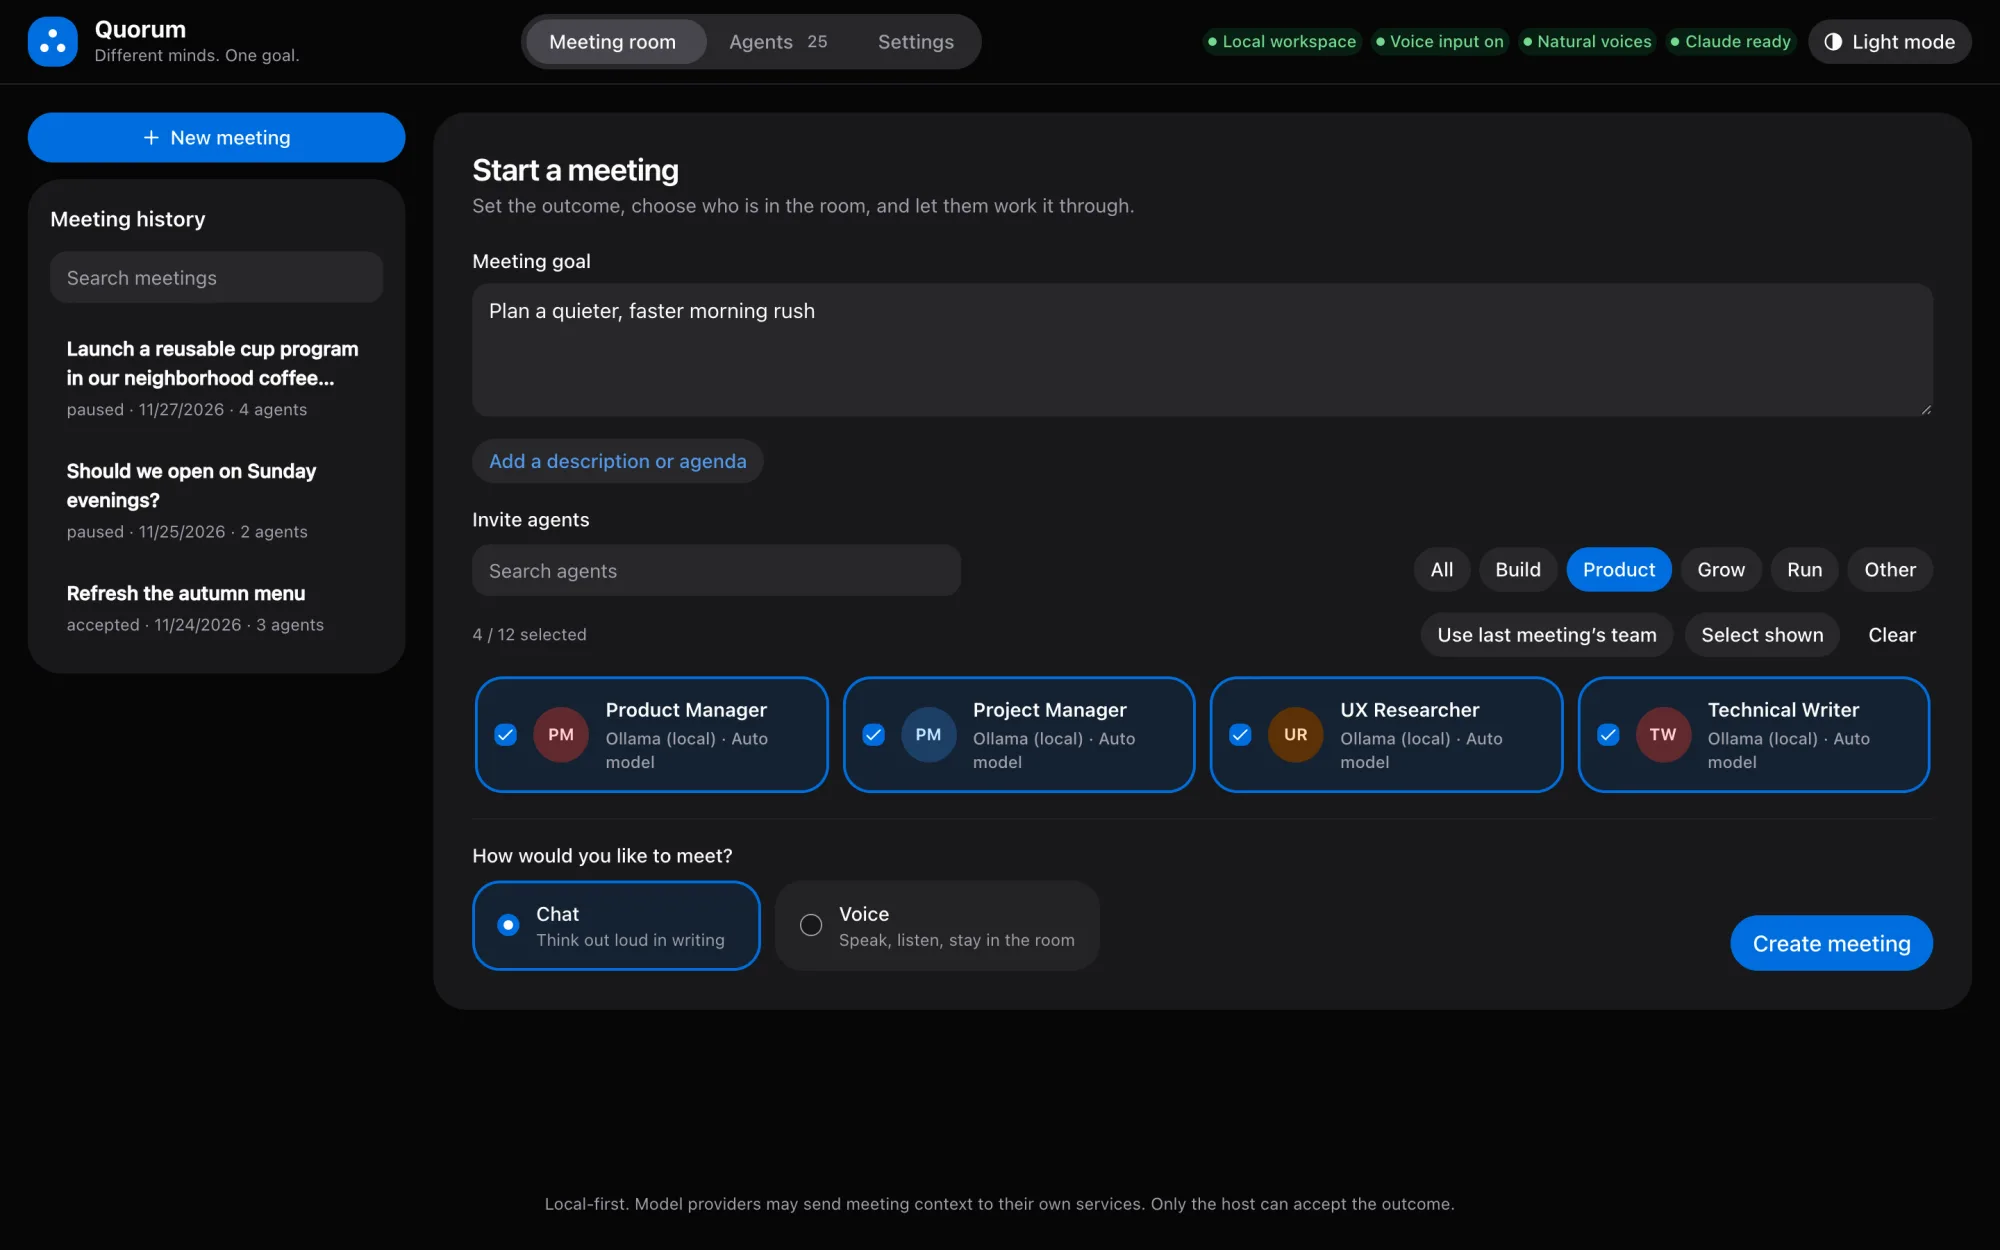 Quorum
Different minds. One goal.
Meeting room
Agents 25
Settings
Local workspace
Voice input on
Natural voices
Claude ready
Light mode
+ New meeting
Meeting history
Search meetings
Launch a reusable cup program
in our neighborhood coffee...
paused · 11/27/2026 · 4 agents
Should we open on Sunday
evenings?
paused · 11/25/2026 · 2 agents
Refresh the autumn menu
accepted · 11/24/2026 · 3 agents
Start a meeting
Set the outcome, choose who is in the room, and let them work it through.
Meeting goal
Plan a quieter, faster morning rush
Add a description or agenda
Invite agents
Search agents
All
Build
Product
Grow
Run
Other
4 / 12 selected
Use last meeting’s team
Select shown
Clear
PM
Product Manager
Ollama (local) · Auto
model
PM
Project Manager
Ollama (local) · Auto
model
UR
UX Researcher
Ollama (local) · Auto
model
TW
Technical Writer
Ollama (local) · Auto
model
How would you like to meet?
Chat
Think out loud in writing
Voice
Speak, listen, stay in the room
Create meeting
Local-first. Model providers may send meeting context to their own services. Only the host can accept the outcome.